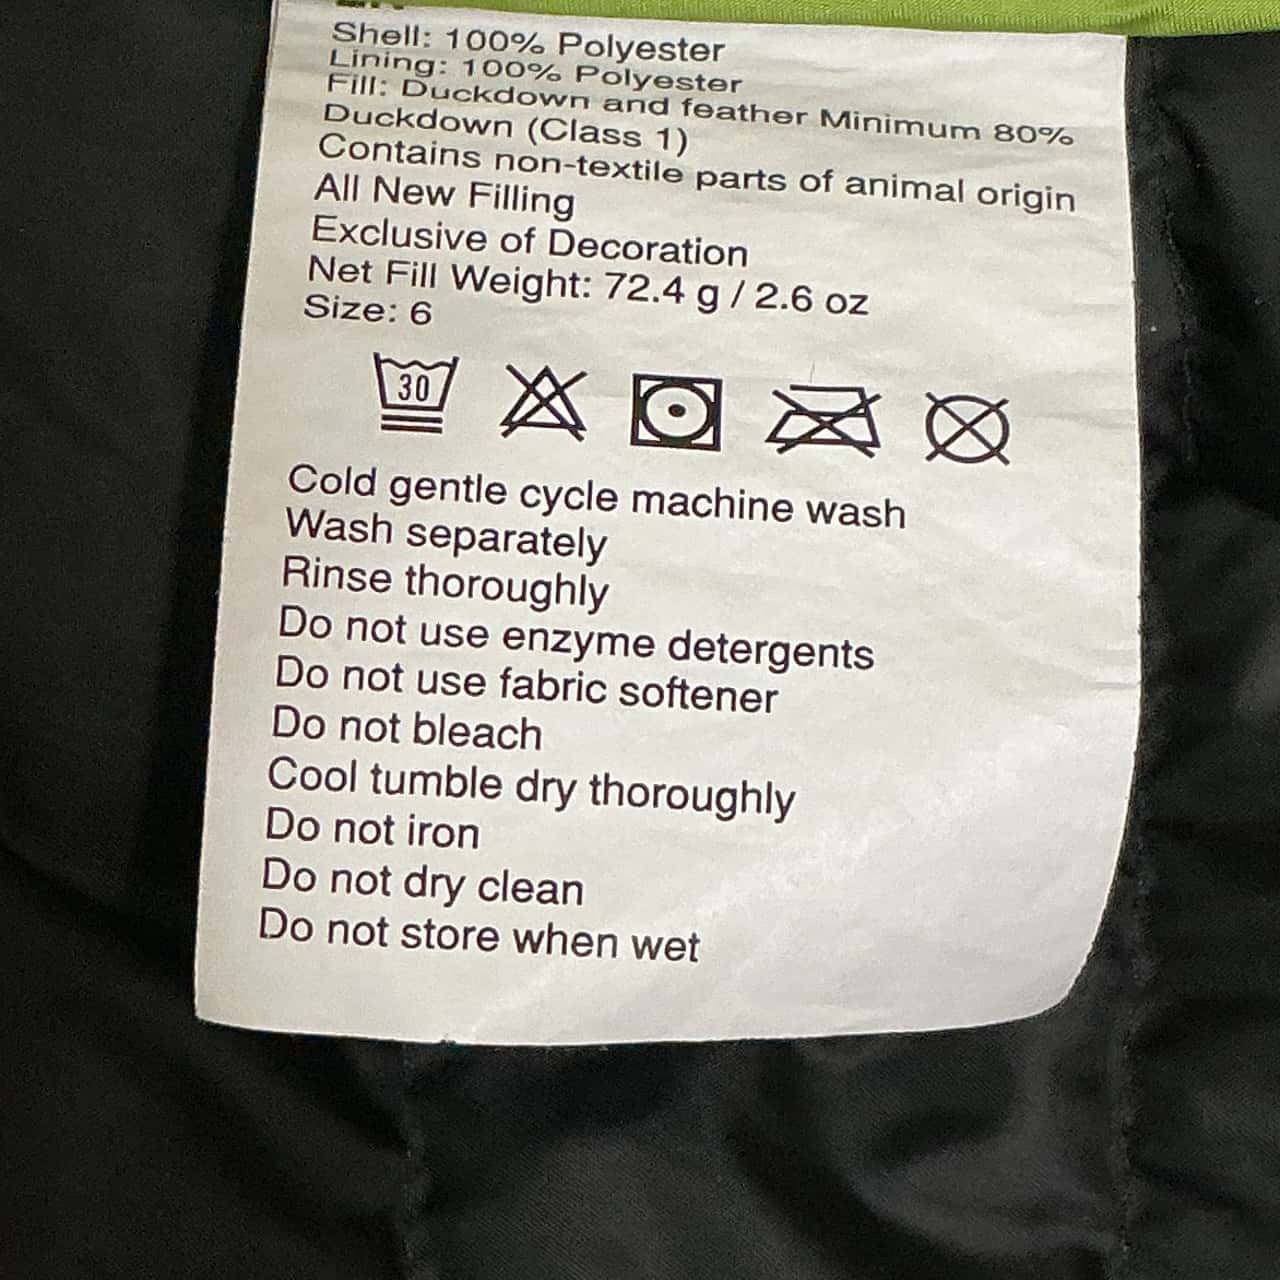 Shell: 100% Polyester
Lining: 100% Polyester
Fill: Duckdown and feather Minimum 80%
Duckdown (Class 1)
Contains non-textile parts of animal origin
All New Filling
Exclusive of Decoration
Net Fill Weight: 72.4 g / 2.6 oz
Size: 6
30
Cold gentle cycle machine wash
Wash separately
Rinse thoroughly
Do not use enzyme detergents
Do not use fabric softener
Do not bleach
Cool tumble dry thoroughly
Do not iron
Do not dry clean
Do not store when wet